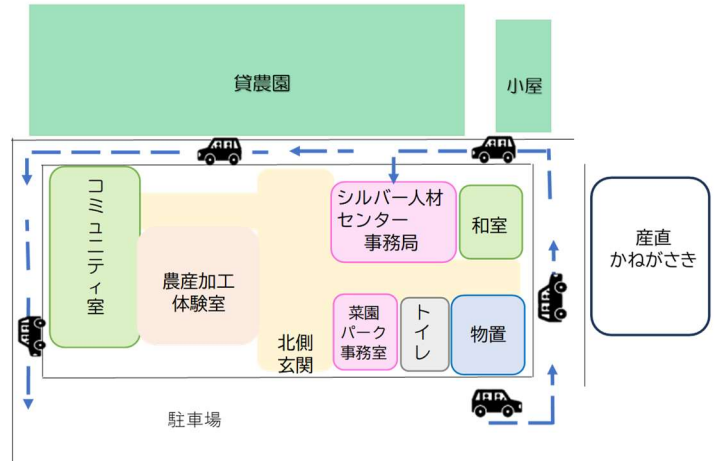 貸農園
小屋
コミュニティ室
農産加工
体験室
北側
玄関
シルバー人材
センター
事務局
和室
菜園
パーク
事務室
トイレ
物置
産直
かねがさき
駐車場